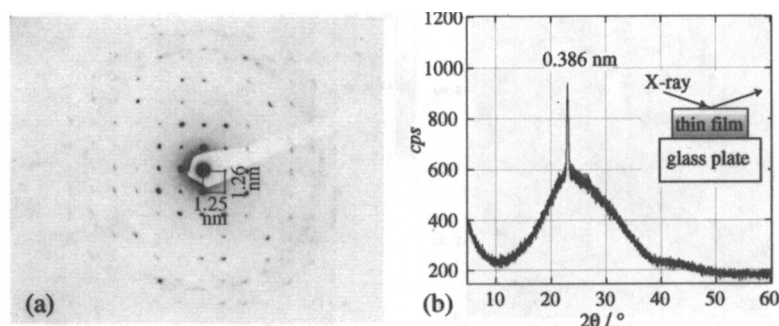 (a)
1.25
nm
1.26
nm
(b)
1200
1000
800
600
400
200
cps
0.386 nm
X-ray
thin film
glass plate
10
20
30
40
50
60
2θ / °